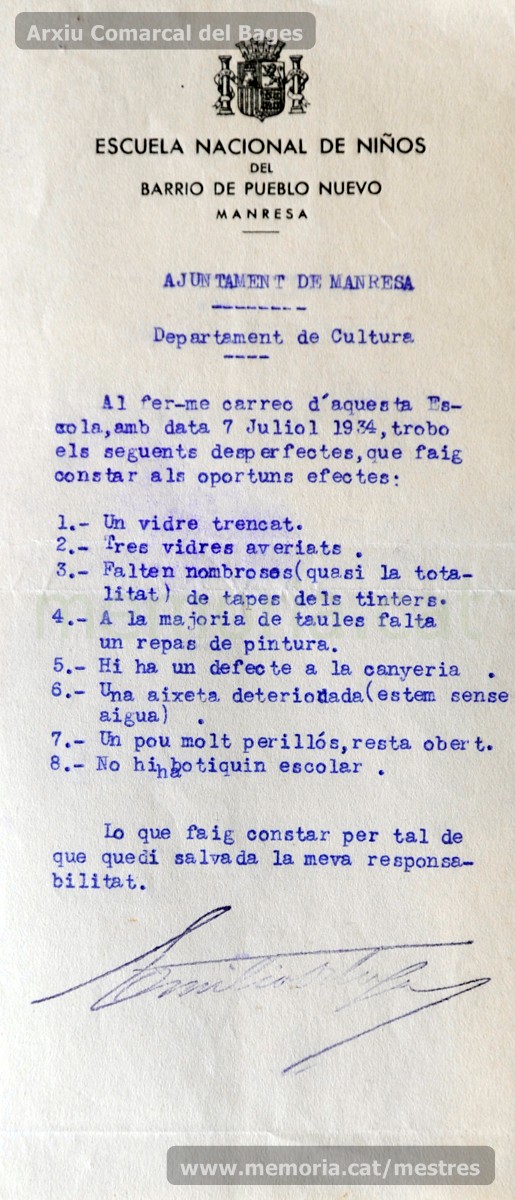 Arxiu Comarcal del Bages
ESCUELA NACIONAL DE NIÑOS
DEL
BARRIO DE PUEBLO NUEVO
MANRESA
AJUNTAMENT DE MANRESA
Departament de Cultura
Al fer-me carrec d'aquesta Es-
cola, amb data 7 Juliol 1934, trobo
els seguents desperfectes, que faig
constar als oportuns efectes:
1.- Un vidre trencat.
2.- Tres vidres averiats .
3.- Falten nombroses(quasi la tota-
litat) de tapes dels tinters.
4.- A la majoria de taules falta
un repas de pintura.
5.- Hi ha un defecte a la canyeria .
6.- Una aixeta deteriodada(estem sense
aigua) .
7.- Un pou molt perillós, resta obert.
8.- No hi ha botiquin escolar .
Lo que faig constar per tal de
que quedi salvada la meva responsa-
bilitat.
Emilio
www.memoria.cat/mestres